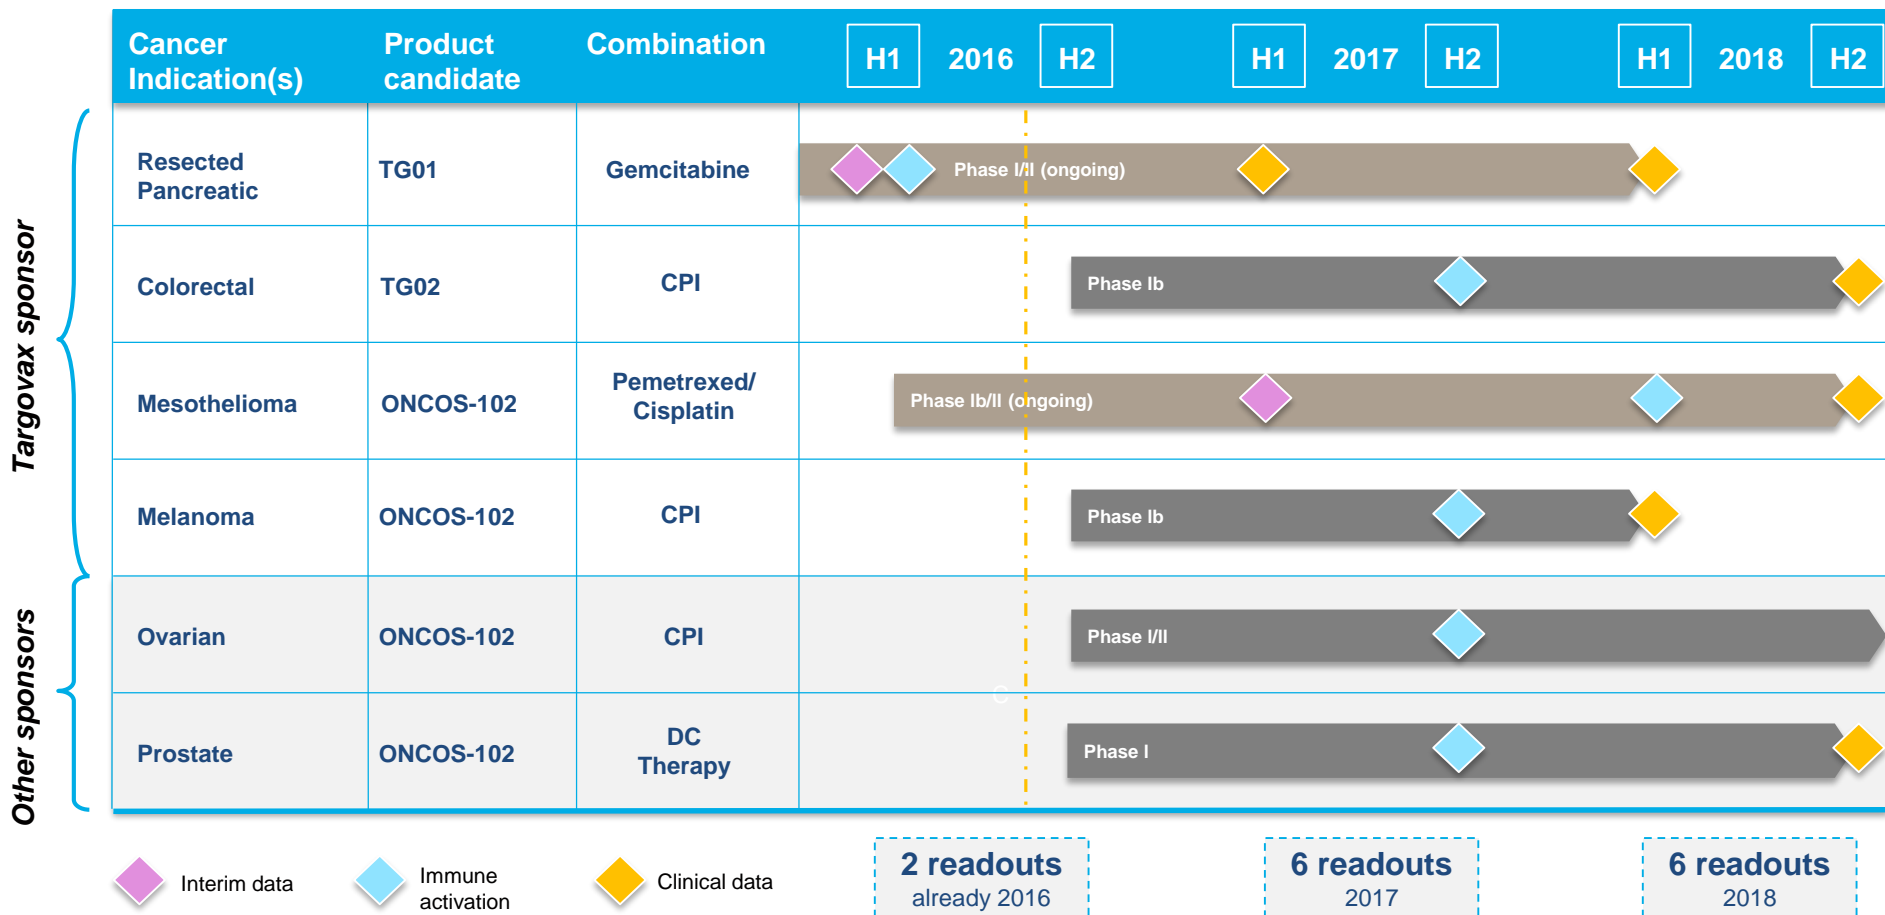 Cancer
Indication(s)
Product
candidate
Combination
H1
2016
H2
H1
2017
H2
H1
2018
H2
Targovax sponsor
Resected
Pancreatic
TG01
Gemcitabine
Phase I/II (ongoing)
Colorectal
TG02
CPI
Phase Ib
Mesothelioma
ONCOS-102
Pemetrexed/
Cisplatin
Phase Ib/II (ongoing)
Melanoma
ONCOS-102
CPI
Phase Ib
Other sponsors
Ovarian
ONCOS-102
CPI
Phase I/II
C
Prostate
ONCOS-102
DC
Therapy
Phase I
Interim data
Immune
activation
Clinical data
2 readouts
already 2016
6 readouts
2017
6 readouts
2018